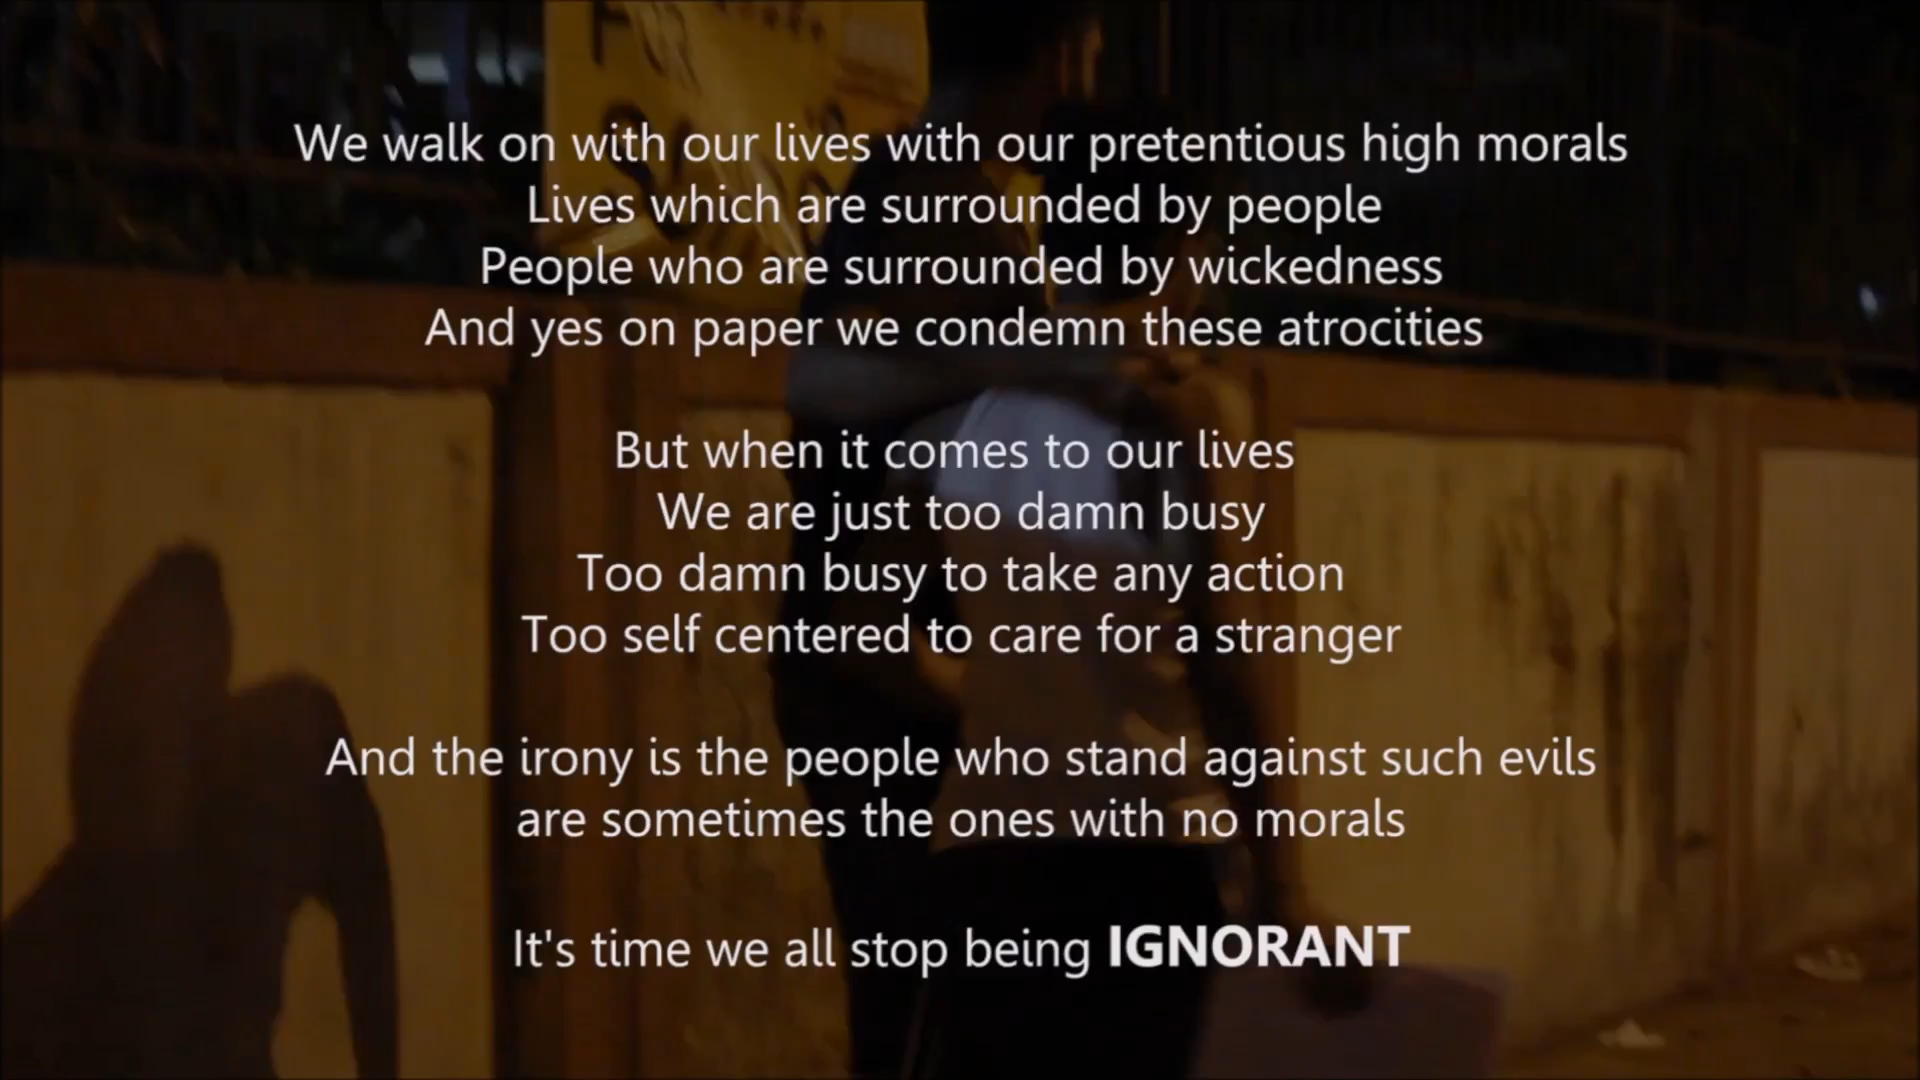 We walk on with our lives with our pretentious high morals
Lives which are surrounded by people
People who are surrounded by wickedness
And yes on paper we condemn these atrocities
But when it comes to our lives
We are just too damn busy
Too damn busy to take any action
Too self centered to care for a stranger
And the irony is the people who stand against such evils
are sometimes the ones with no morals
It's time we all stop being IGNORANT